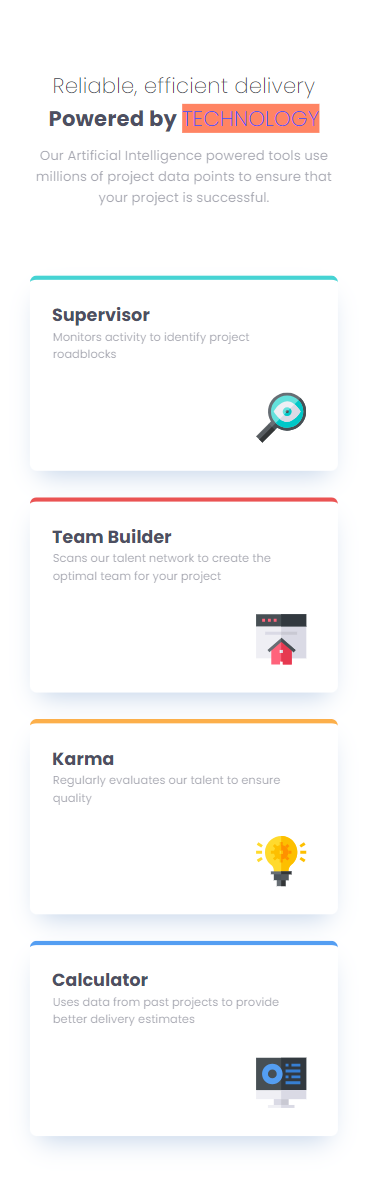 Reliable, efficient delivery
Powered by TECHNOLOGY
Our Artificial Intelligence powered tools use
millions of project data points to ensure that
your project is successful.
Supervisor
Monitors activity to identify project
roadblocks
Team Builder
Scans our talent network to create the
optimal team for your project
Karma
Regularly evaluates our talent to ensure
quality
Calculator
Uses data from past projects to provide
better delivery estimates